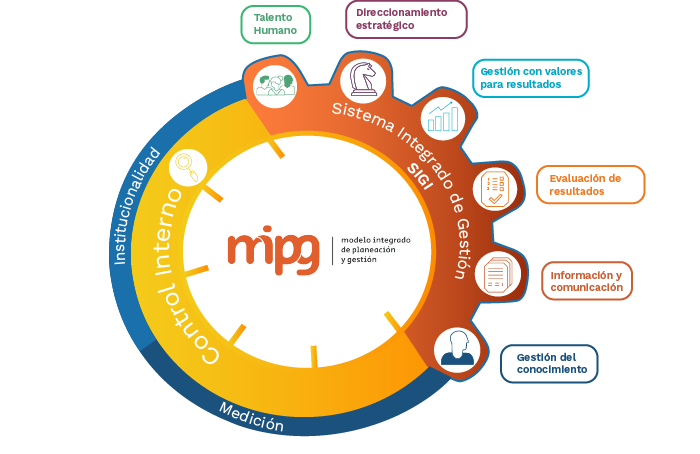 Talento
Humano
Direccionamiento
estratégico
Gestión con valores
para resultados
Evaluación de
resultados
Información y
comunicación
Gestión del
conocimiento
Sistema Integrado de Gestión
SIGI
Institucionalidad
Control Interno
Medición
mipg
modelo integrado
de planeación
y gestión